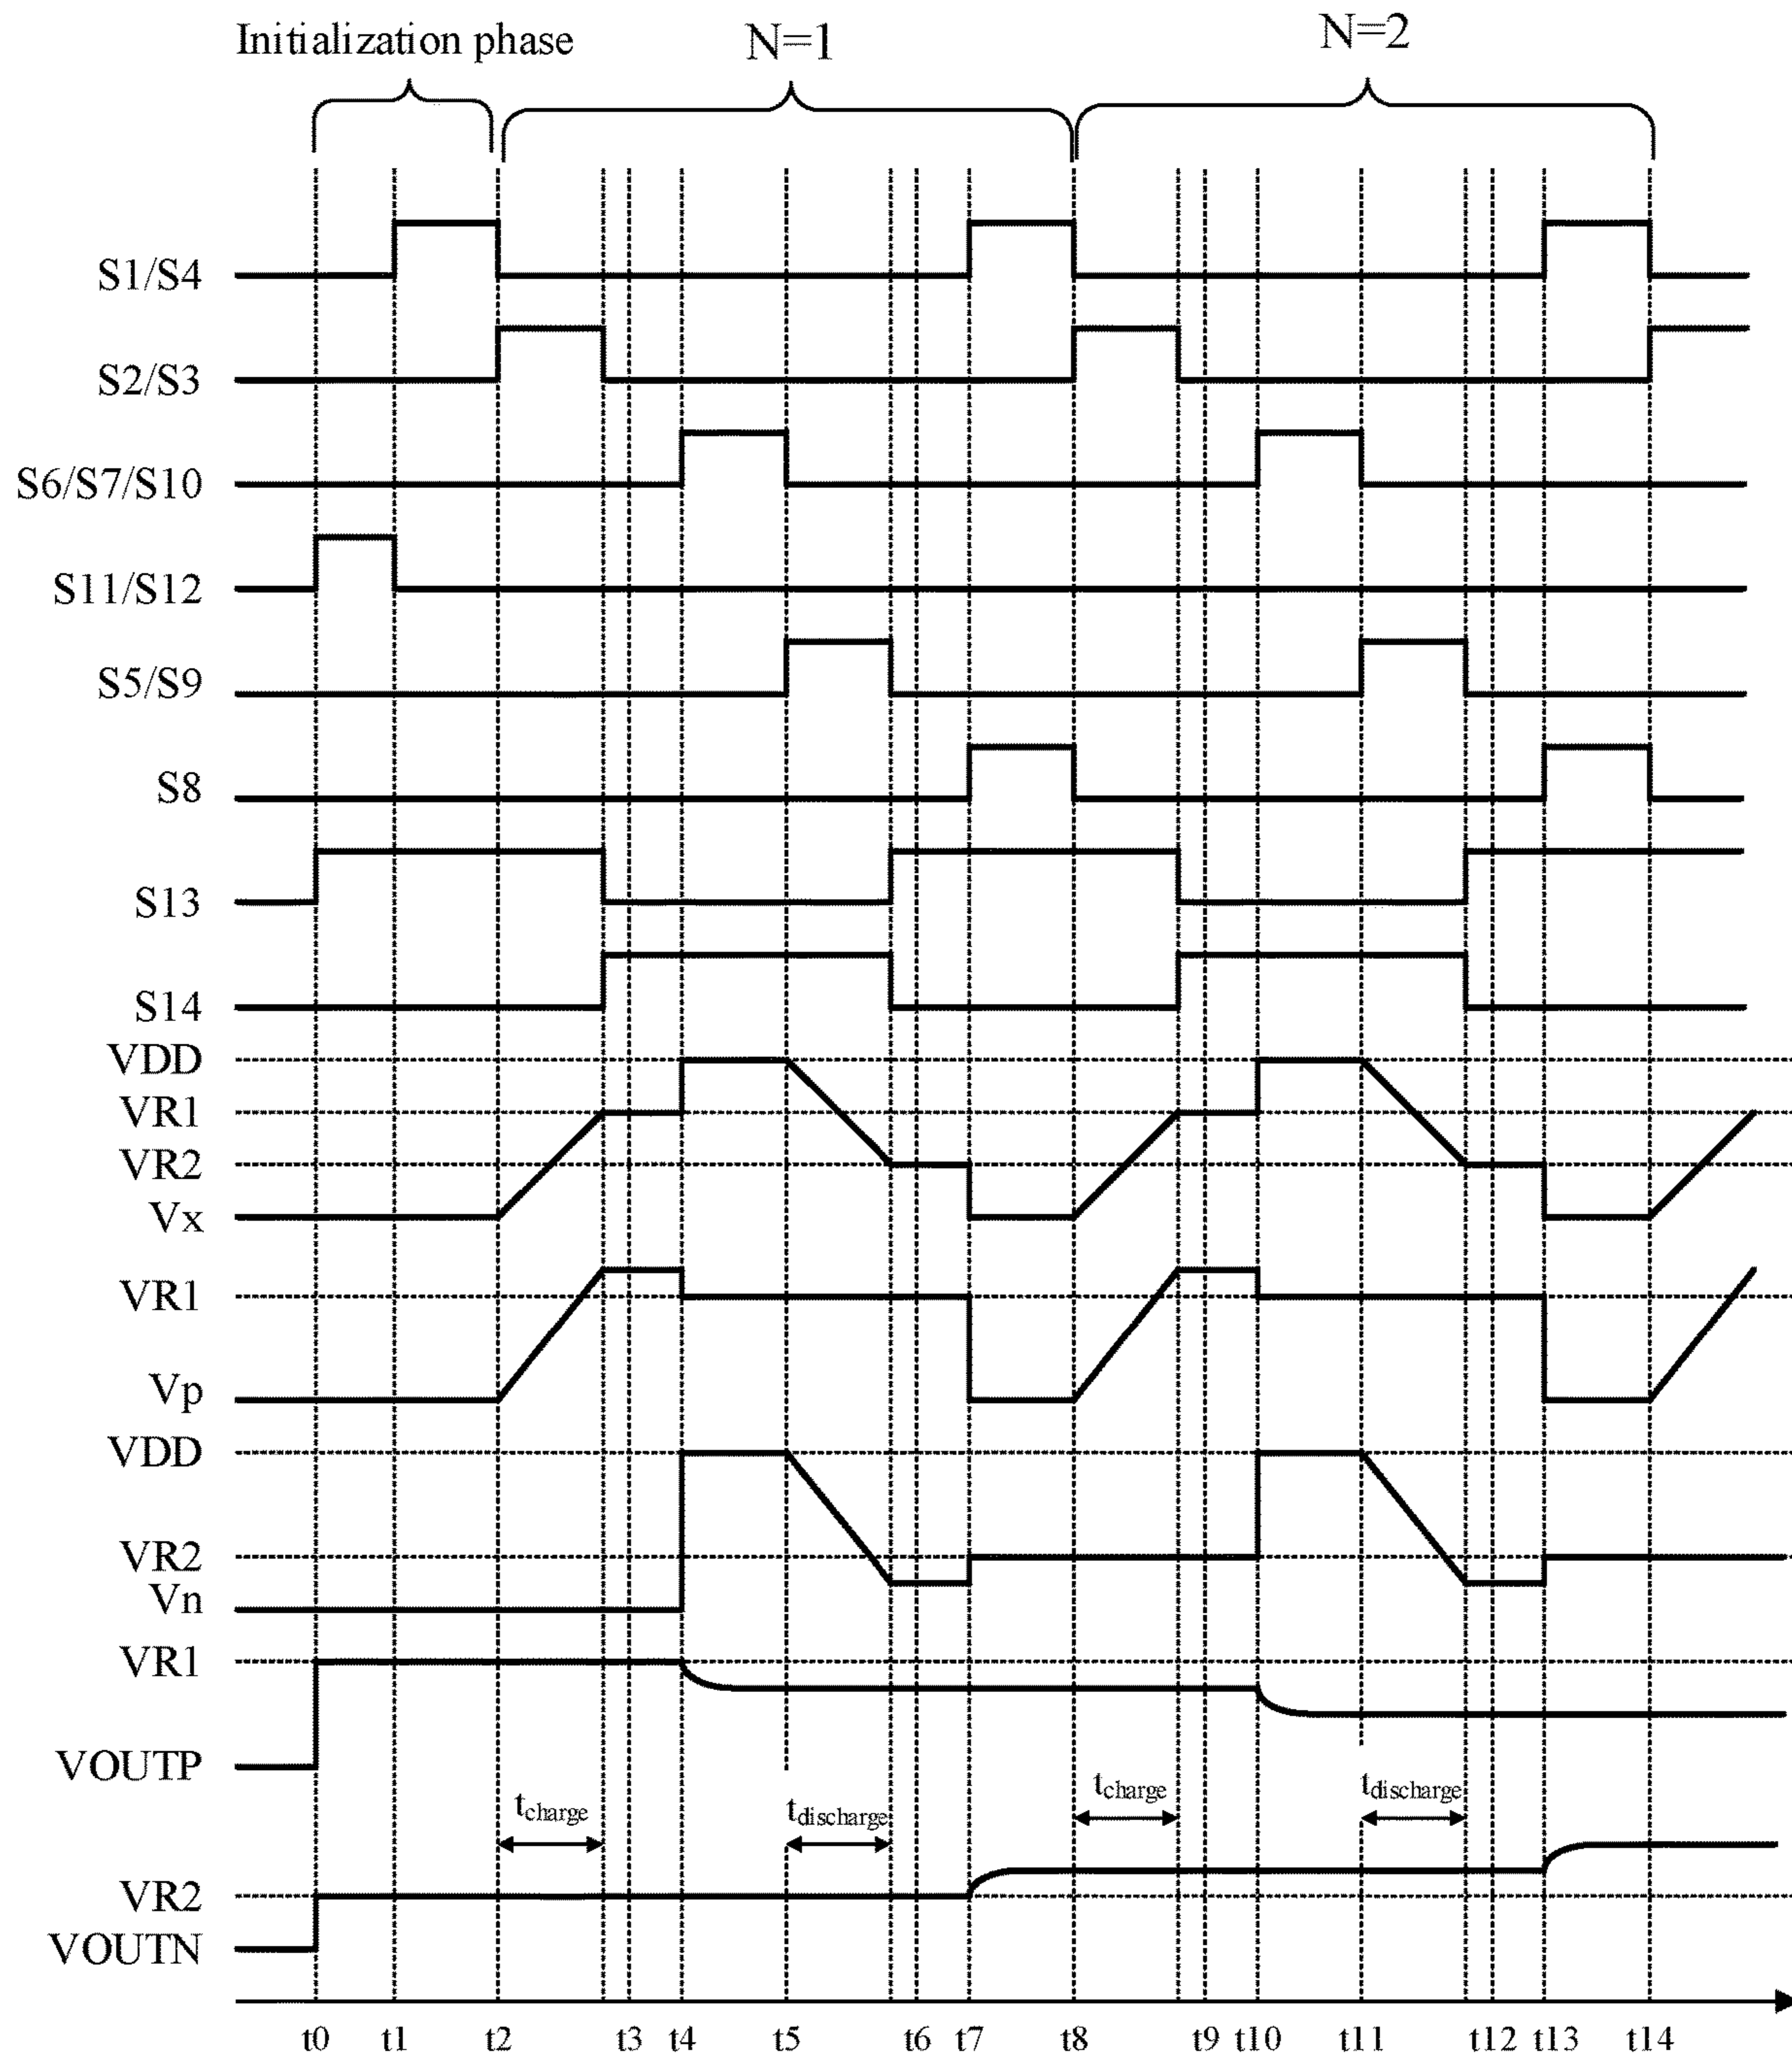 Initialization phase
N=1
N=2
S1/S4
S2/S3
S6/S7/S10
S11/S12
S5/S9
S8
S13
S14
VDD
VR1
VR2
Vx
VR1
Vp
VDD
VR2
Vn
VR1
VOUTP
tcharge
tdischarge
tcharge
tdischarge
VR2
VOUTN
t0 t1 t2 t3 t4 t5 t6 t7 t8 t9 t10 t11 t12 t13 t14